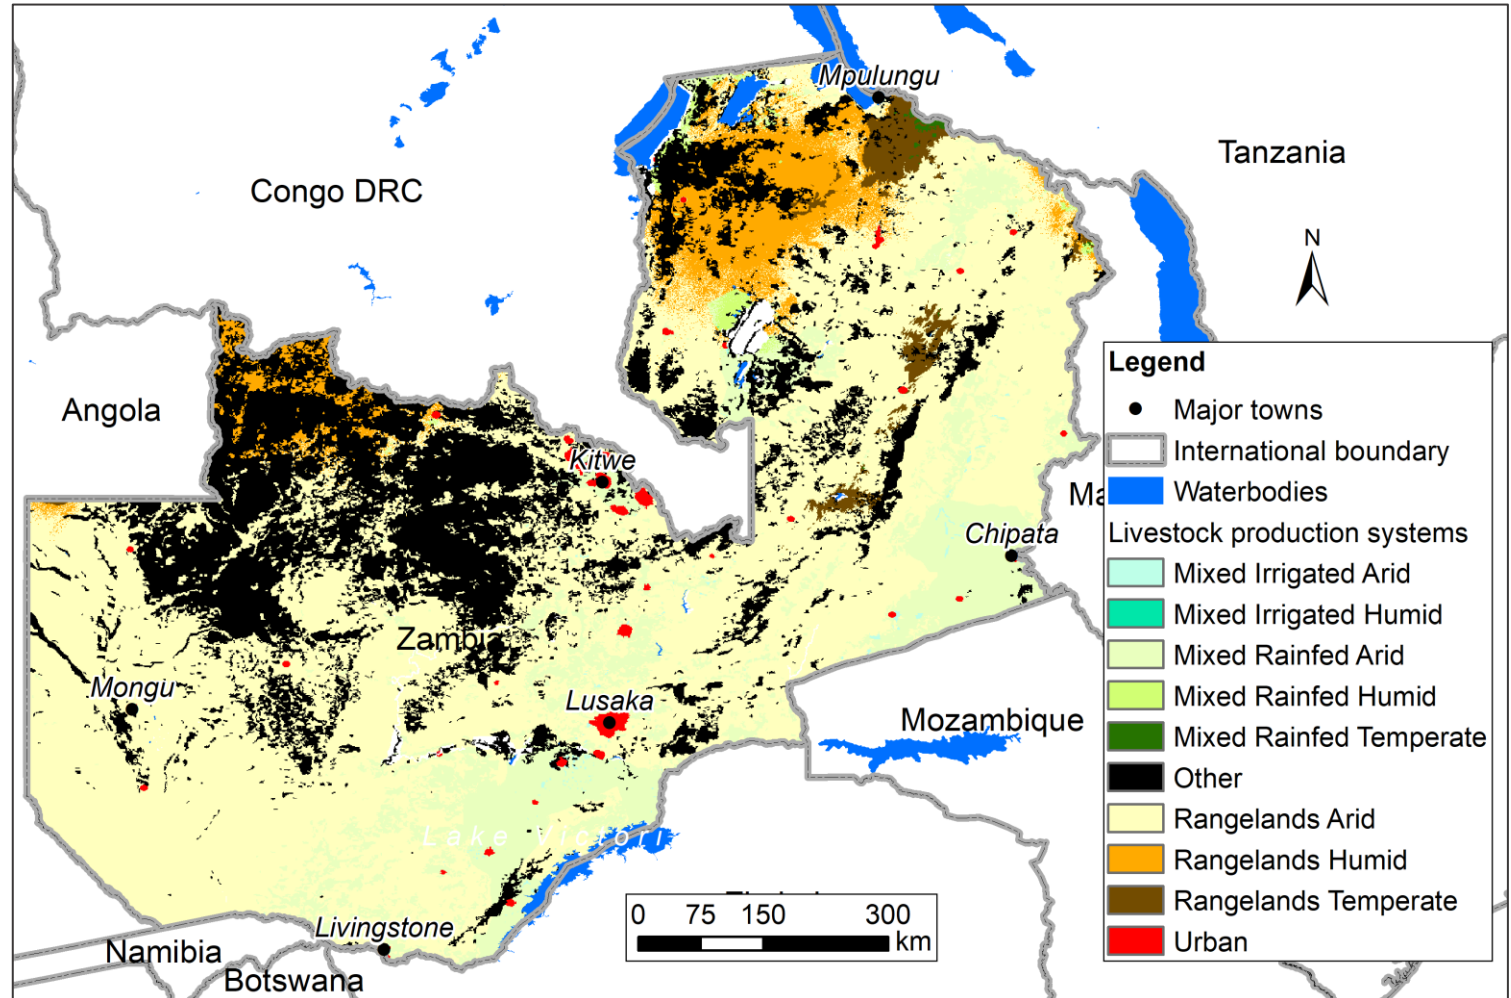 Mpulungu
Tanzania
Congo DRC
N
Angola
Kitwe
Chipata
Zambia
Mongu
Lusaka
Mozambique
Lake Victori
Livingstone
Namibia
Botswana
Legend
Major towns
International boundary
Waterbodies
Livestock production systems
Mixed Irrigated Arid
Mixed Irrigated Humid
Mixed Rainfed Arid
Mixed Rainfed Humid
Mixed Rainfed Temperate
Other
Rangelands Arid
Rangelands Humid
Rangelands Temperate
Urban
0 75 150 300
km